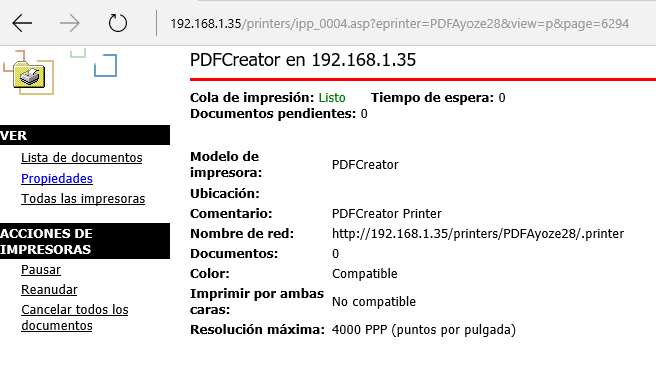 192.168.1.35/printers/ipp_0004.asp?eprinter=PDFAyoze28&view=p&page=6294
PDFCreator en 192.168.1.35
Cola de impresión: Listo Tiempo de espera: 0
Documentos pendientes: 0
VER
Lista de documentos
Propiedades
Todas las impresoras
ACCIONES DE
IMPRESORAS
Pausar
Reanudar
Cancelar todos los
documentos
Modelo de
impresora: PDFCreator
Ubicación:
Comentario: PDFCreator Printer
Nombre de red: http://192.168.1.35/printers/PDFAyoze28/.printer
Documentos: 0
Color: Compatible
Imprimir por ambas
caras: No compatible
Resolución máxima: 4000 PPP (puntos por pulgada)